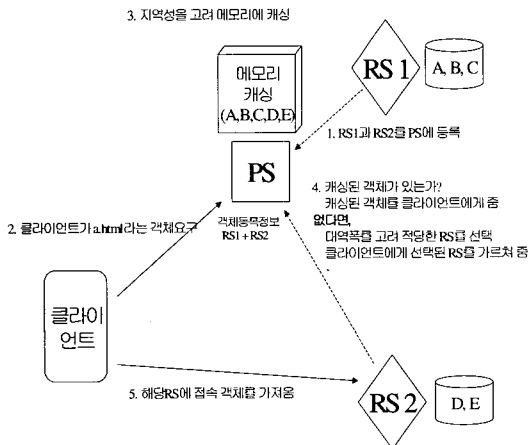 3. 지역성을 고려 메모리에 캐싱
메모리
캐싱
(A,B,C,D,E)
RS 1
A, B, C
1. RS1과 RS2를 PS에 등록
PS
객체등록정보
RS1 + RS2
2. 클라이언트가 a.html라는 객체요구
4. 캐싱된 객체가 있는가?
캐싱된 객체를 클라이언트에게 줌
없다면,
대역폭를 고려 적당한 RS를 선택
클라이언트에게 선택된 RS를 가르쳐 줌
클라이
언트
5. 해당RS에 접속 객체를 가져옴
RS 2
D, E